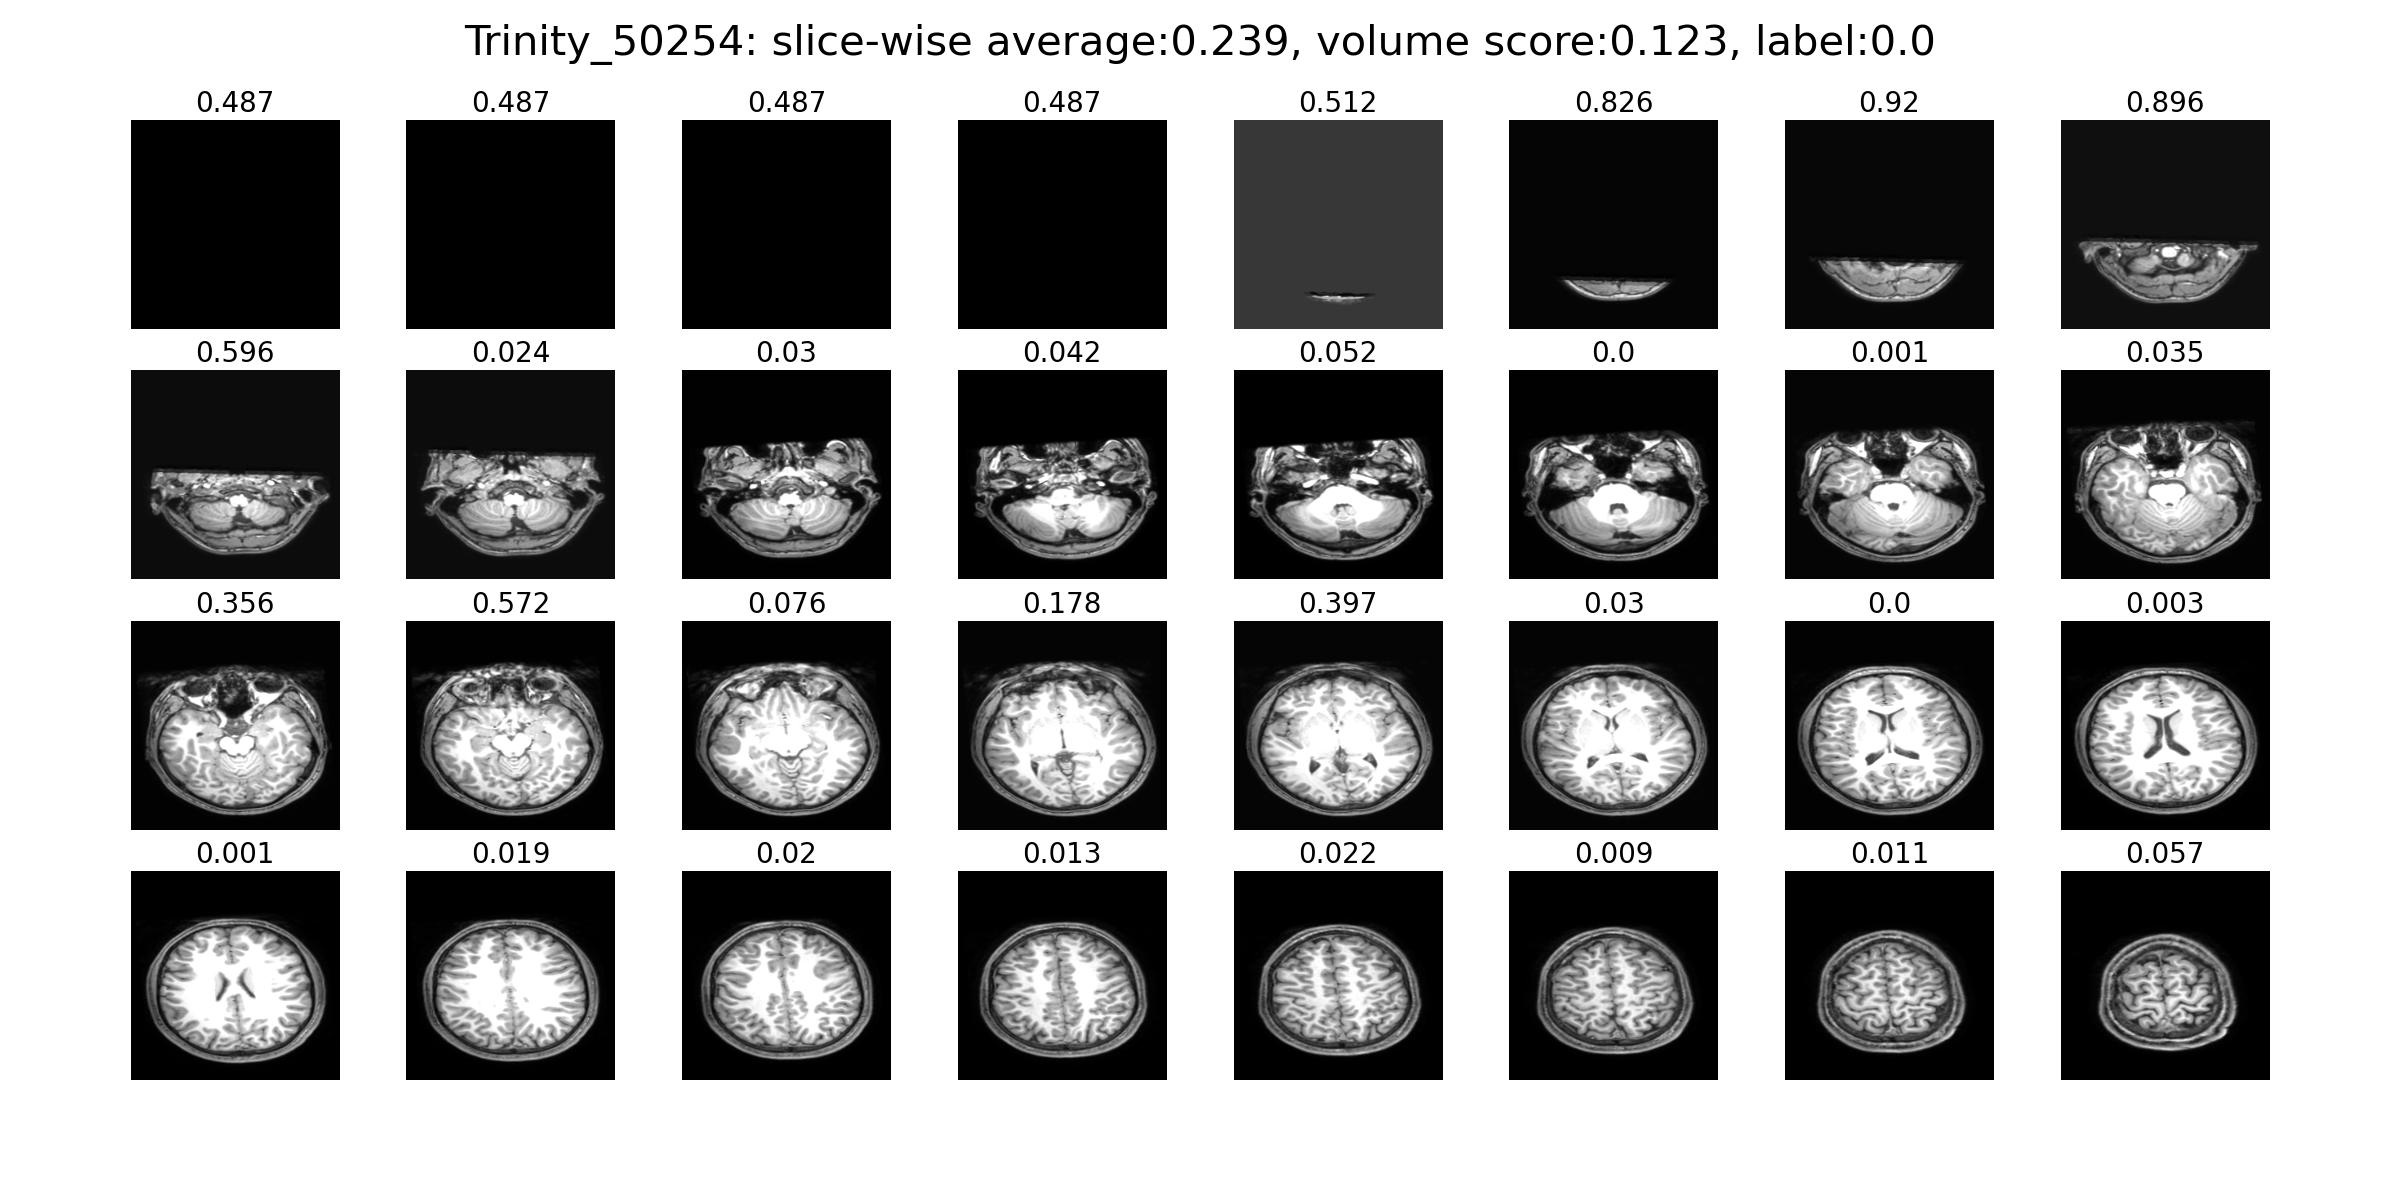 Trinity_50254: slice-wise average:0.239, volume score:0.123, label:0.0
0.487 0.487 0.487 0.487 0.512 0.826 0.92 0.896
0.596 0.024 0.03 0.042 0.052 0.0 0.001 0.035
0.356 0.572 0.076 0.178 0.397 0.03 0.0 0.003
0.001 0.019 0.02 0.013 0.022 0.009 0.011 0.057